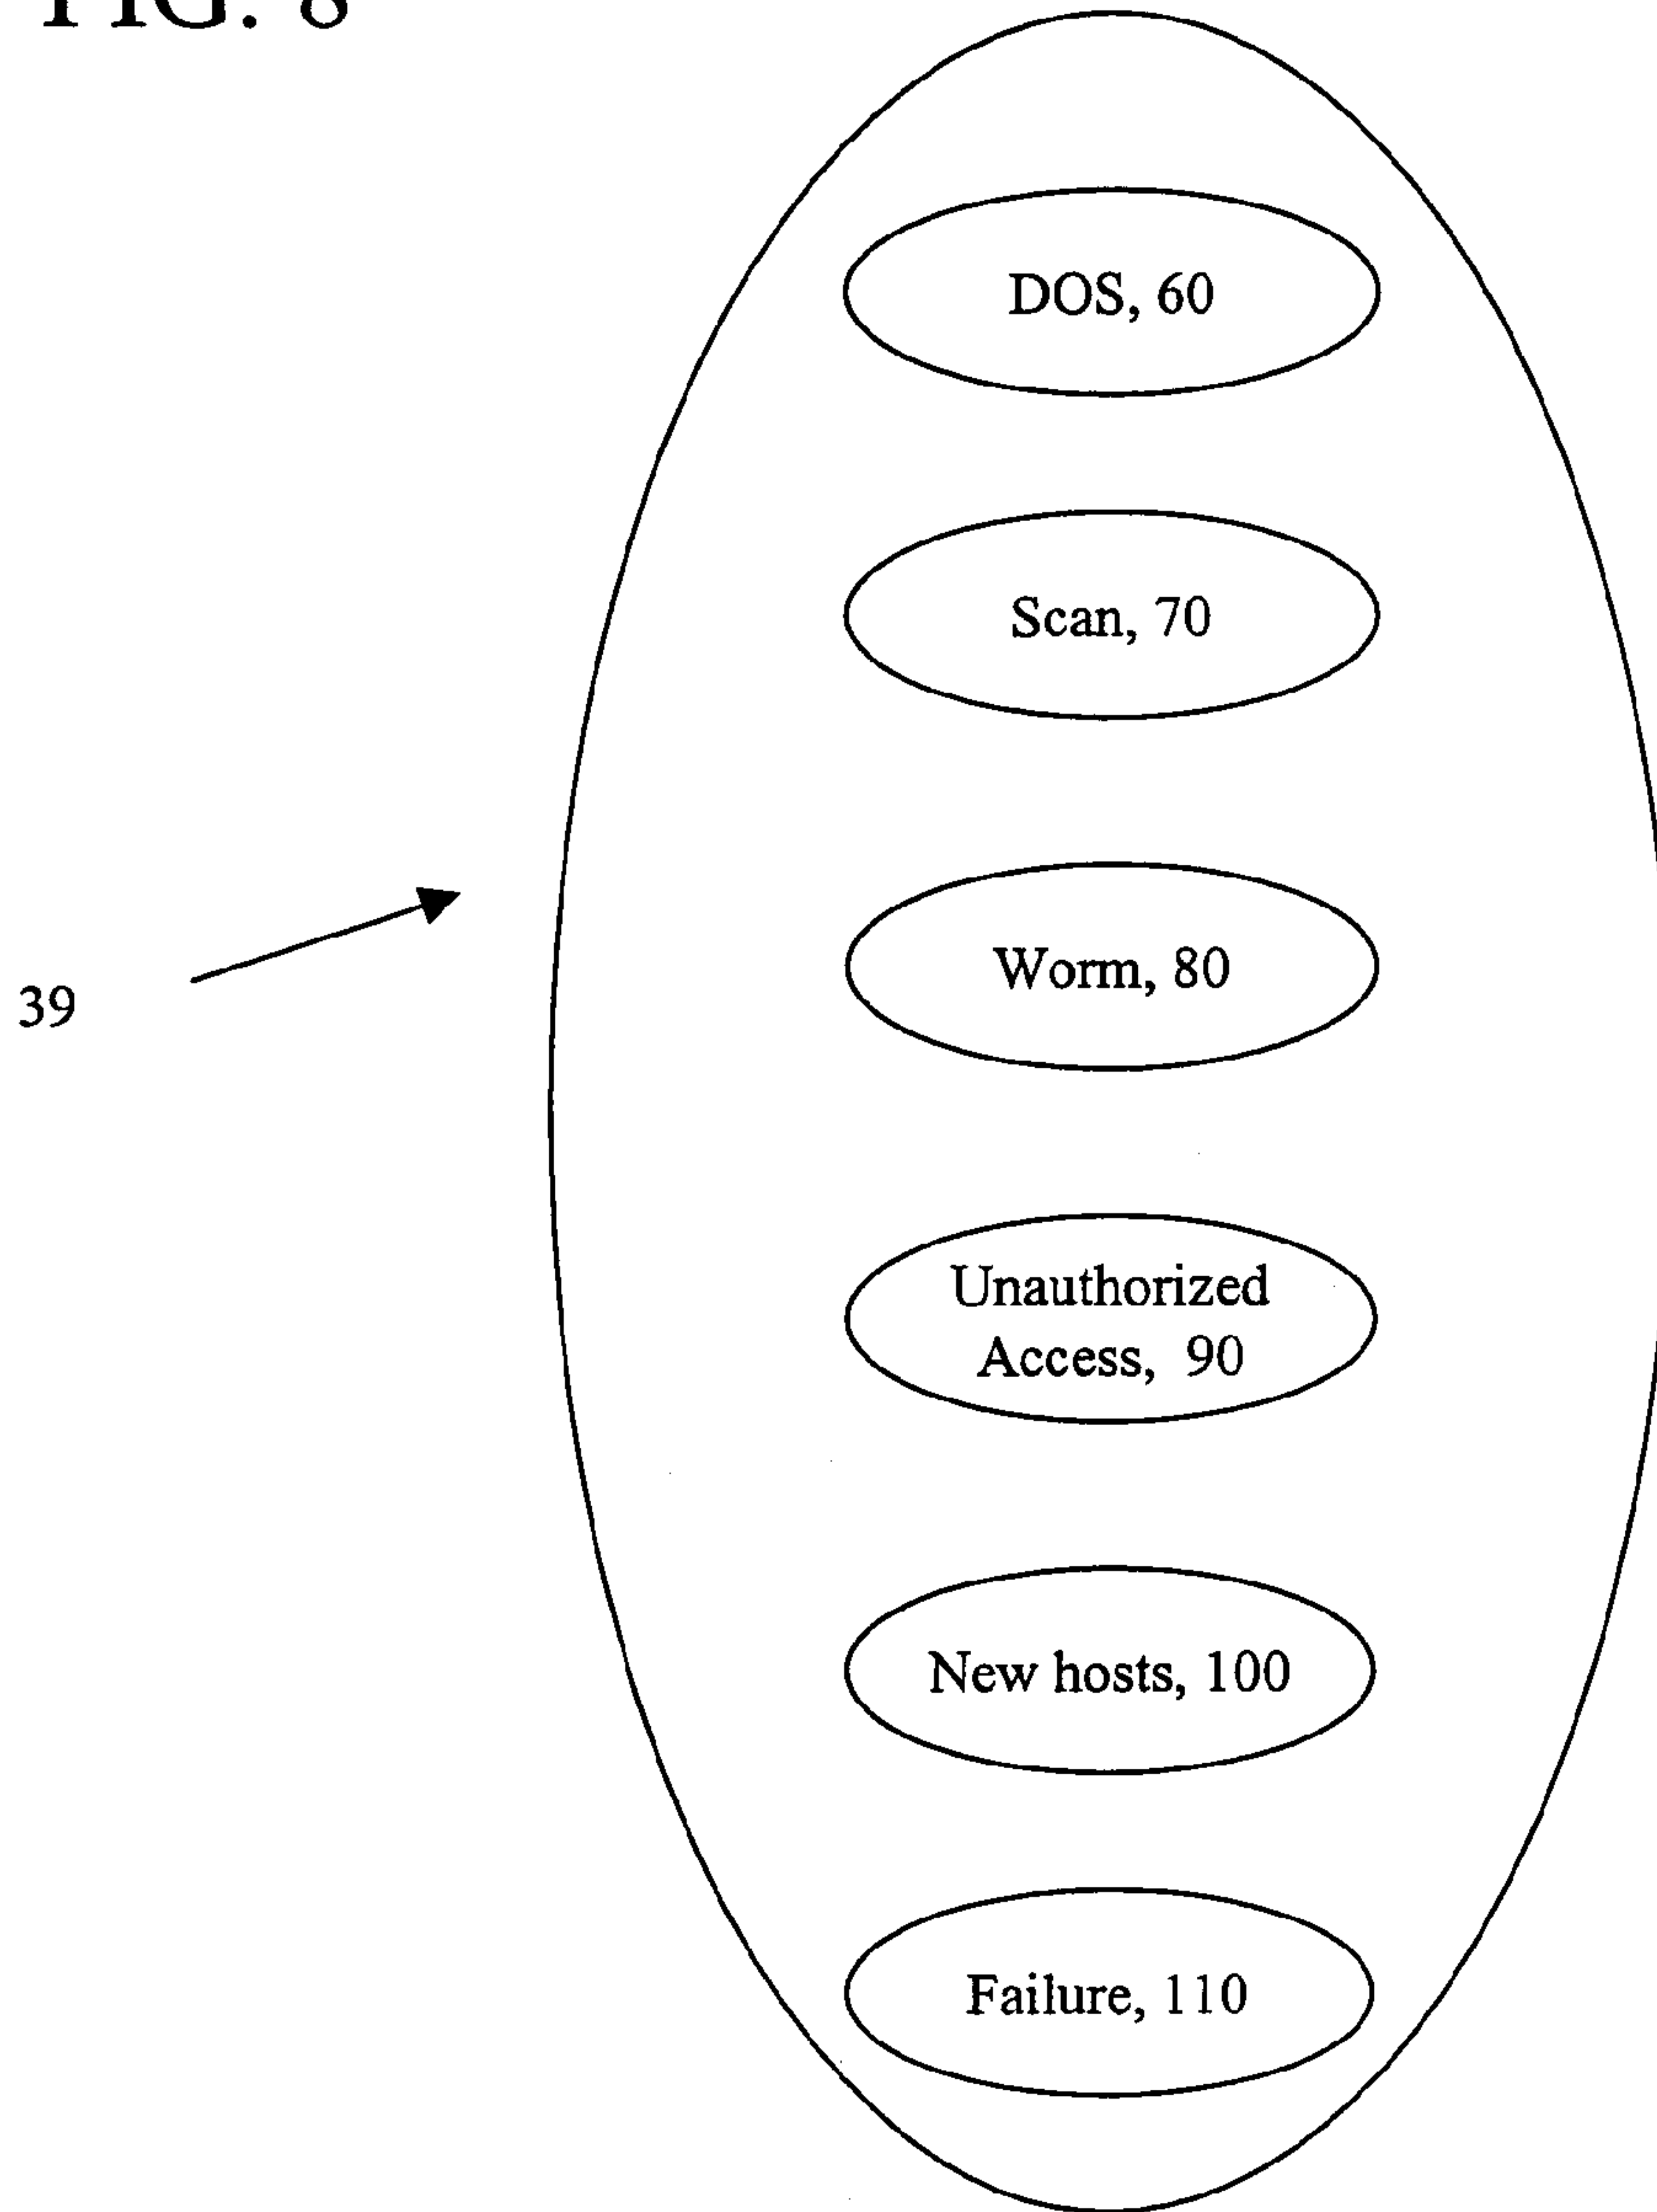 FIG. 8
DOS, 60
Scan, 70
Worm, 80
39
Unauthorized
Access, 90
New hosts, 100
Failure, 110